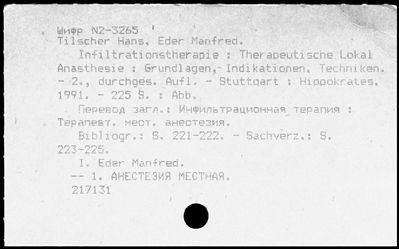 Шифр N2-3265
Tilscher Hans, Eder Manfred.
Infiltrationstherapie : Therapeutische Lokal
Anasthesie : Grundlagen, Indikationen, Techniken.
- 2., durchges. Aufl. - Stuttgart : Hippokrates,
1991. - 225 S. : Abb.
Перевод загл.: Инфильтрационная терапия :
Терапевт. мест. анестезия.
Bibliogr.: S. 221-222. - Sachverz.: S.
223-225.
I. Eder Manfred.
-- 1. АНЕСТЕЗИЯ МЕСТНАЯ.
217131